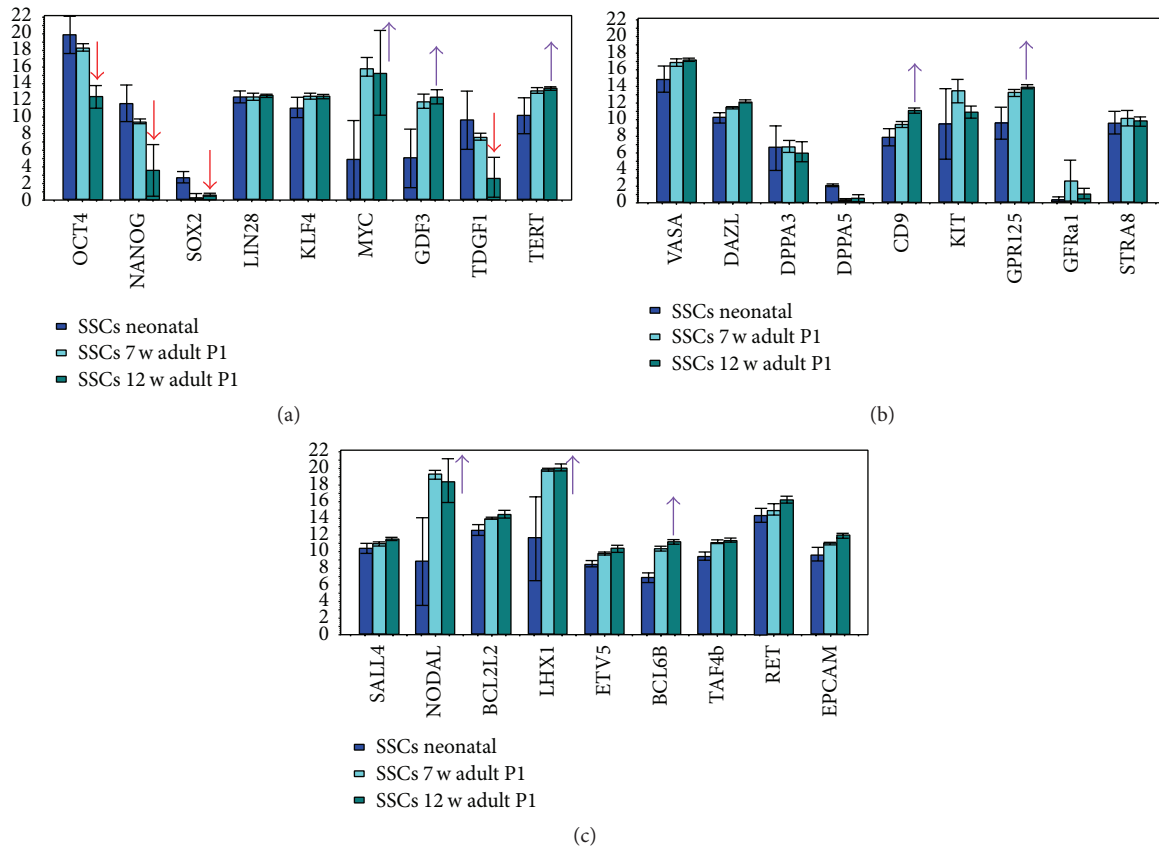 22
20
18
16
14
12
10
8
6
4
2
0
OCT4
NANOG
SOX2
LIN28
KLF4
MYC
GDF3
TDGF1
TERT
SSCs neonatal
SSCs 7 w adult P1
SSCs 12 w adult P1
(a)
22
20
18
16
14
12
10
8
6
4
2
0
VASA
DAZL
DPPA3
DPPA5
CD9
KIT
GPR125
GFRa1
STRA8
SSCs neonatal
SSCs 7 w adult P1
SSCs 12 w adult P1
(b)
22
20
18
16
14
12
10
8
6
4
2
0
SALL4
NODAL
BCL2L2
LHX1
ETV5
BCL6B
TAF4b
RET
EPCAM
SSCs neonatal
SSCs 7 w adult P1
SSCs 12 w adult P1
(c)